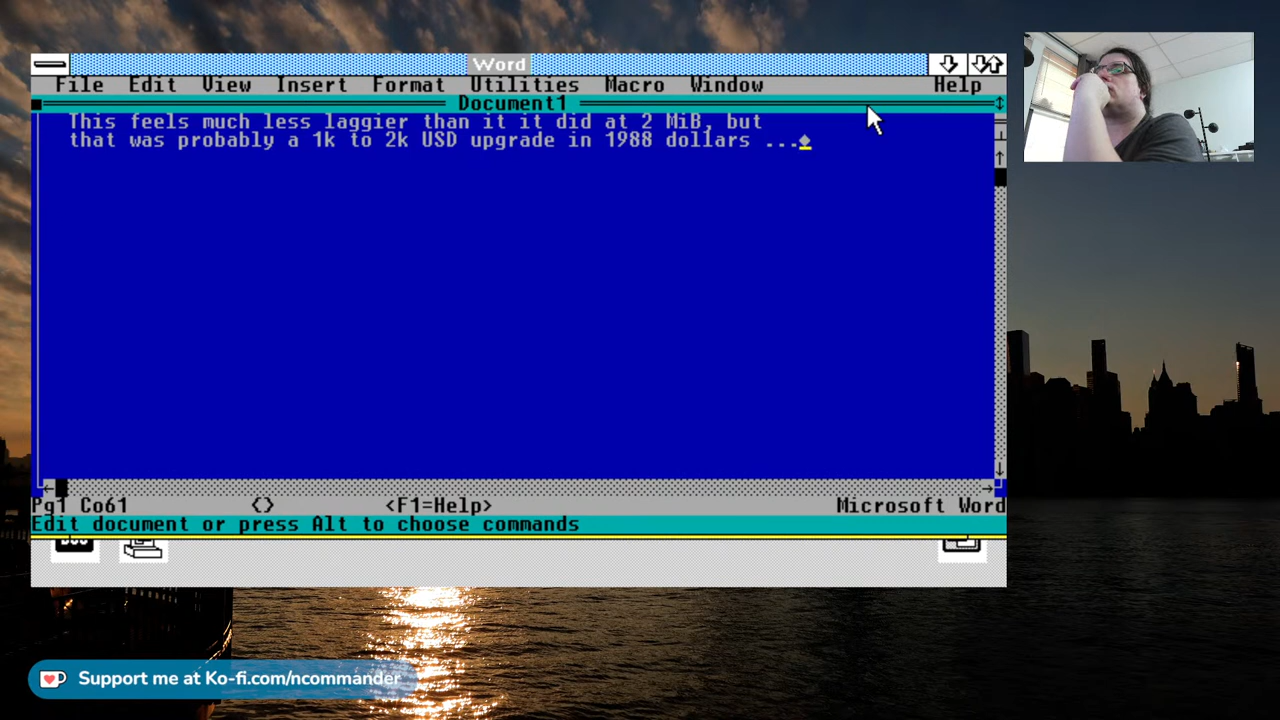 Word
File Edit View Insert Format Utilities Macro Window Help
Document1
This feels much less laggier than it it did at 2 MiB, but
that was probably a 1k to 2k USD upgrade in 1988 dollars ...
Pg1 Co61 {} <F1=Help> Microsoft Word
Edit document or press Alt to choose commands
Support me at Ko-fi.com/ncommander